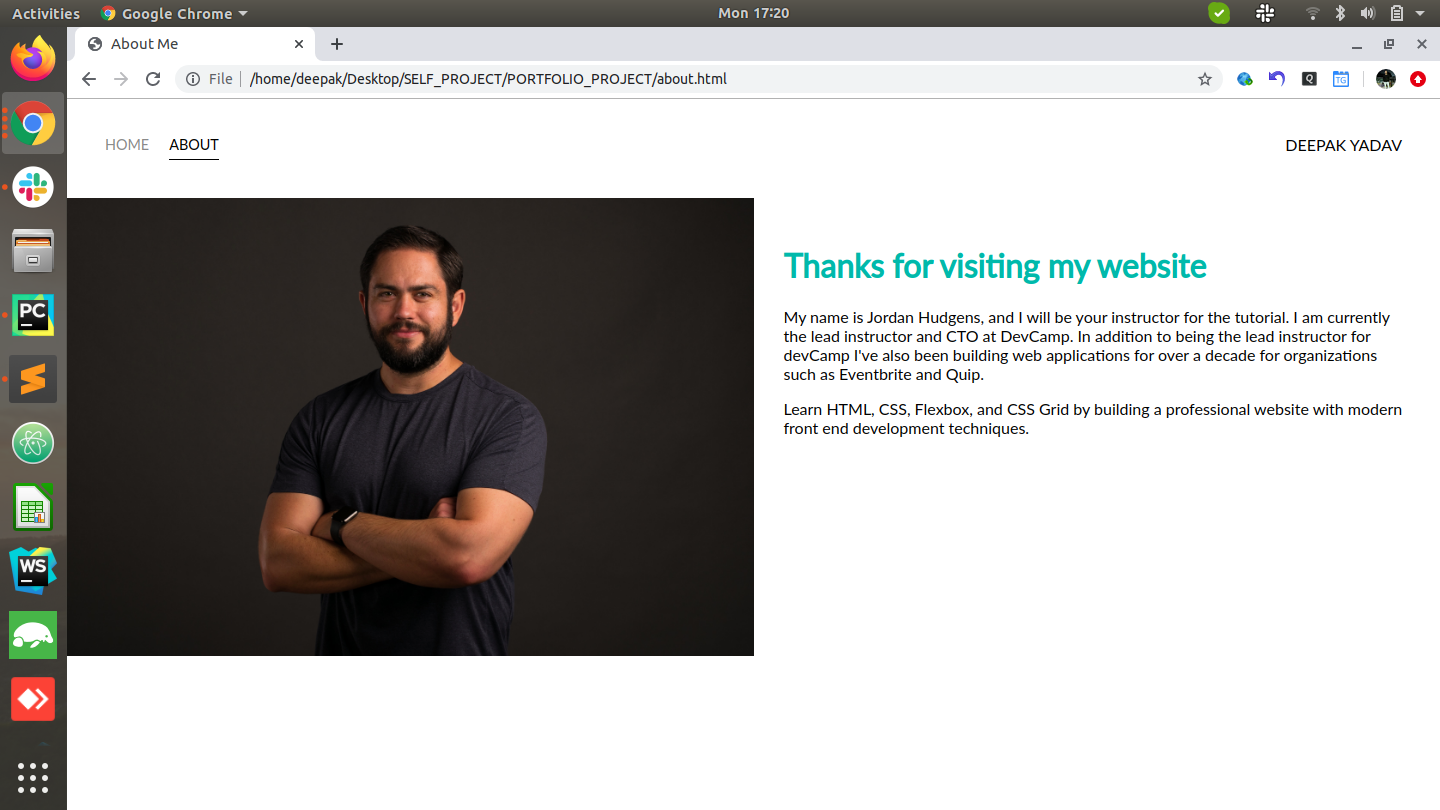 Activities Google Chrome Mon 17:20
About Me
File /home/deepak/Desktop/SELF_PROJECT/PORTFOLIO_PROJECT/about.html
Q
TG
HOME ABOUT DEEPAK YADAV
Thanks for visiting my website
My name is Jordan Hudgens, and I will be your instructor for the tutorial. I am currently
the lead instructor and CTO at DevCamp. In addition to being the lead instructor for
devCamp I've also been building web applications for over a decade for organizations
such as Eventbrite and Quip.
Learn HTML, CSS, Flexbox, and CSS Grid by building a professional website with modern
front end development techniques.
PC
WS